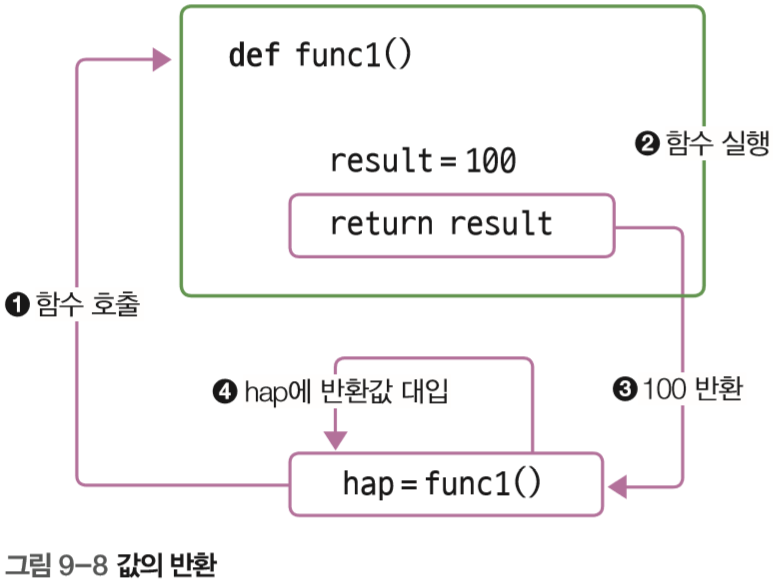 def func1()
❷ 함수 실행
result = 100
return result
❶ 함수 호출
❹ hap에 반환값 대입
❸ 100 반환
hap = func1()
그림 9-8 값의 반환